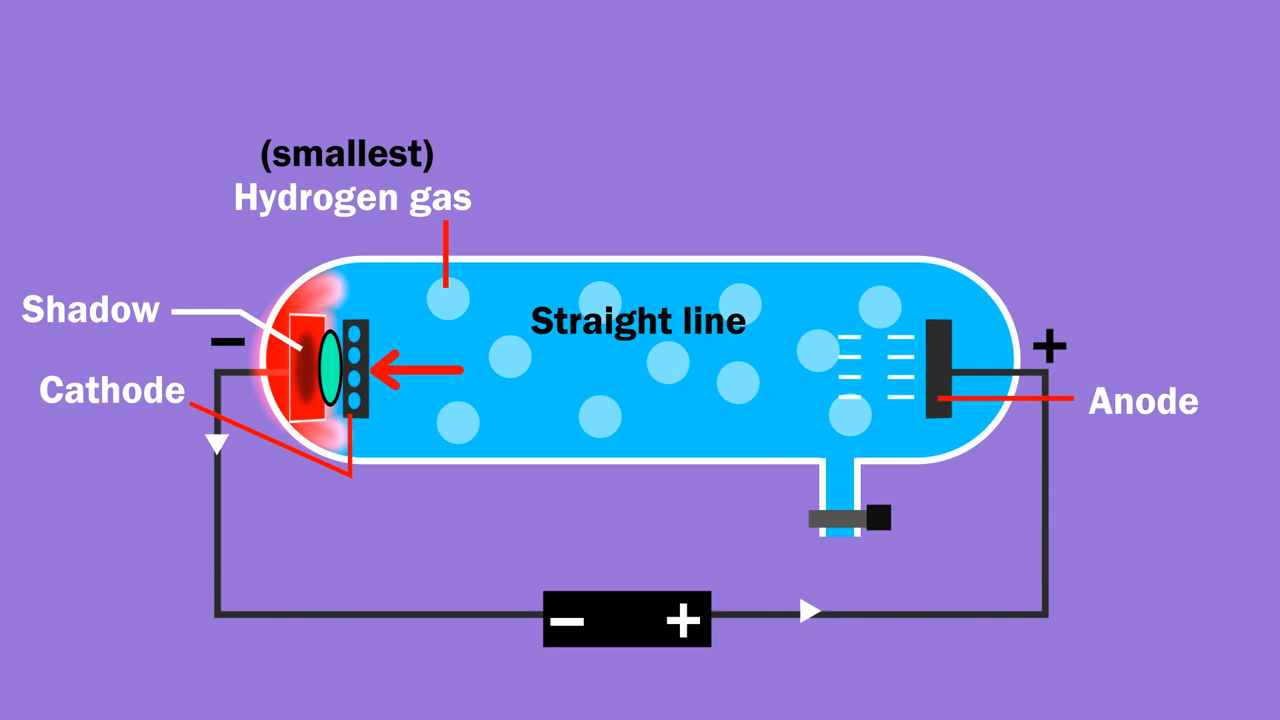 (smallest)
Hydrogen gas
Shadow
Straight line
−
+
Cathode
Anode
− +